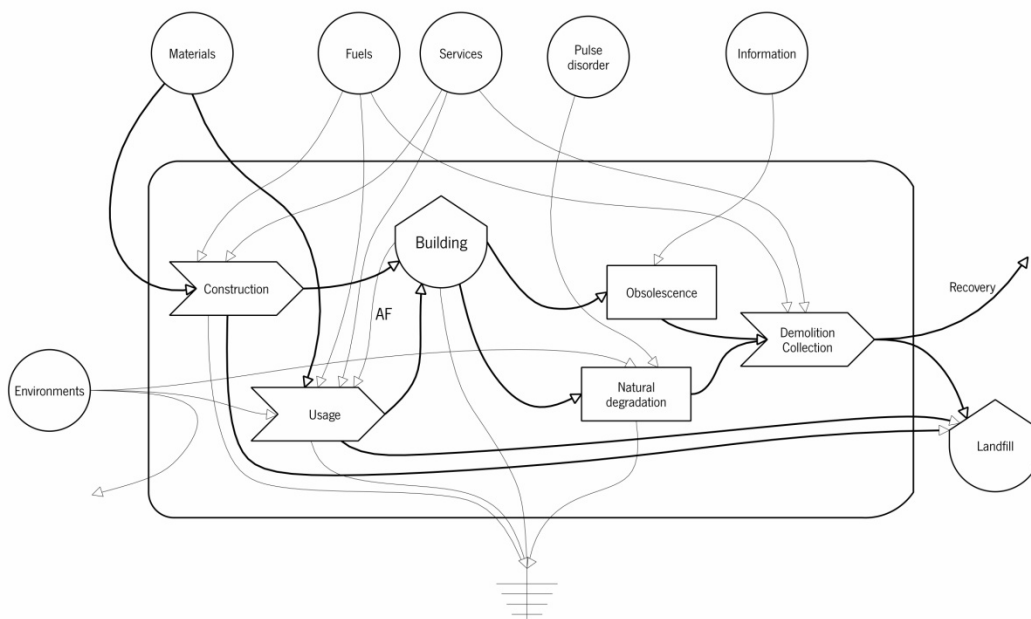 Materials
Fuels
Services
Pulse
disorder
Information
Building
Construction
Obsolescence
Recovery
AF
Demolition
Collection
Environments
Usage
Natural
degradation
Landfill